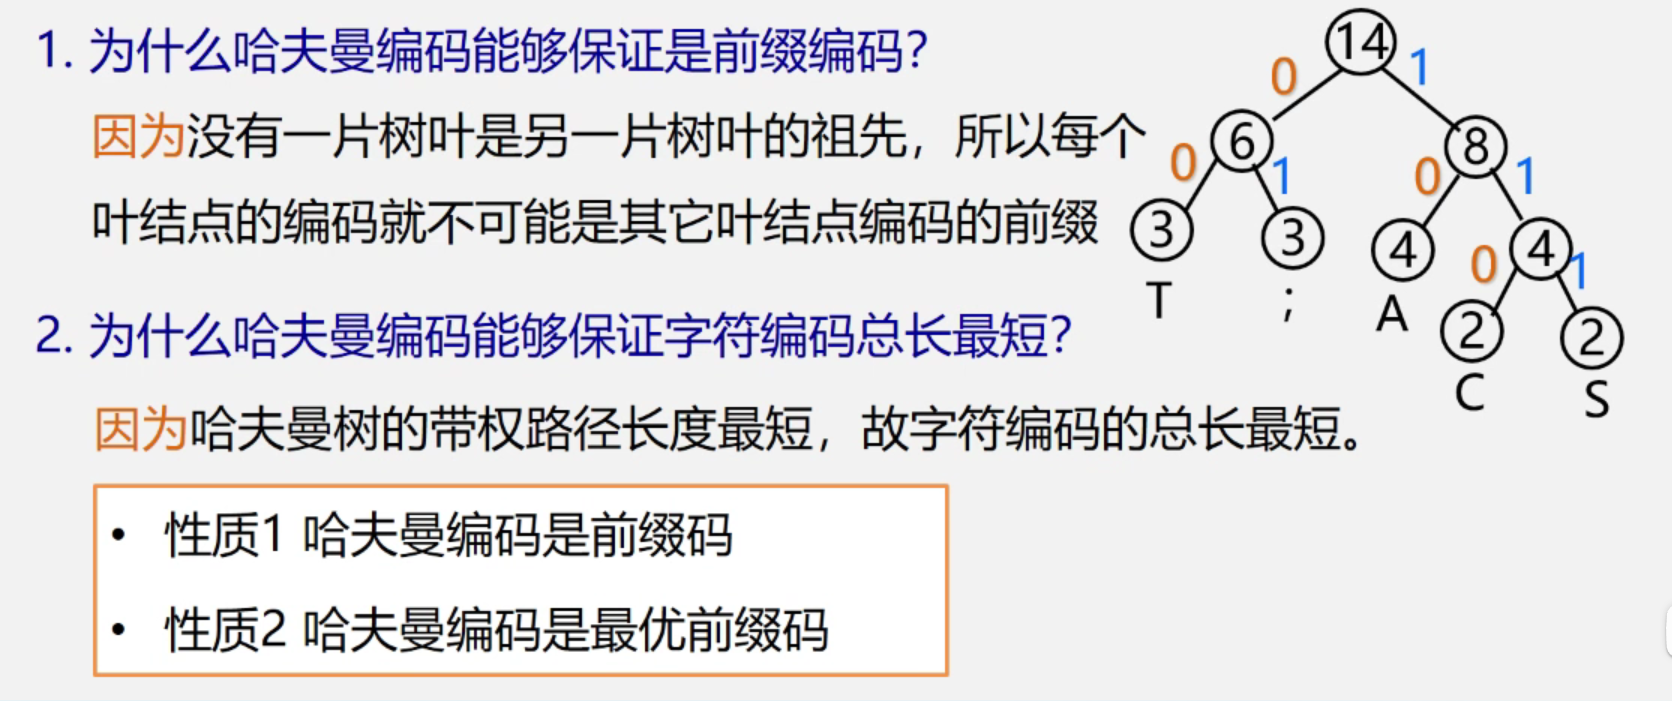 1. 为什么哈夫曼编码能够保证是前缀编码?
因为没有一片树叶是另一片树叶的祖先，所以每个
叶结点的编码就不可能是其它叶结点编码的前缀
2. 为什么哈夫曼编码能够保证字符编码总长最短?
因为哈夫曼树的带权路径长度最短，故字符编码的总长最短。
• 性质1 哈夫曼编码是前缀码
• 性质2 哈夫曼编码是最优前缀码
14
0 1
6 8
0 1 0 1
3 3 4 4
T ; A
0 1
2 2
C S